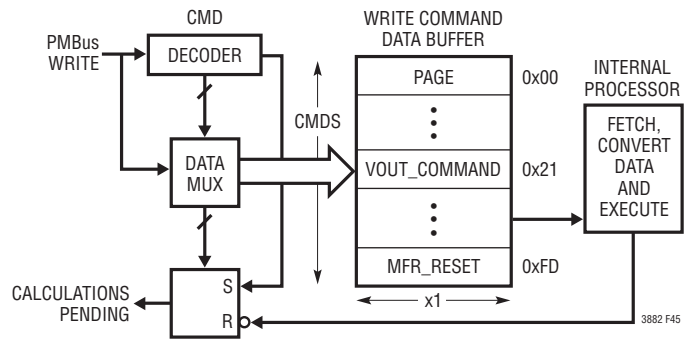 CMD
PMBus
WRITE
DECODER
CMDS
DATA
MUX
S
R
CALCULATIONS
PENDING
WRITE COMMAND
DATA BUFFER
PAGE
0x00
VOUT_COMMAND
0x21
MFR_RESET
0xFD
x1
INTERNAL
PROCESSOR
FETCH,
CONVERT
DATA
AND
EXECUTE
3882 F45